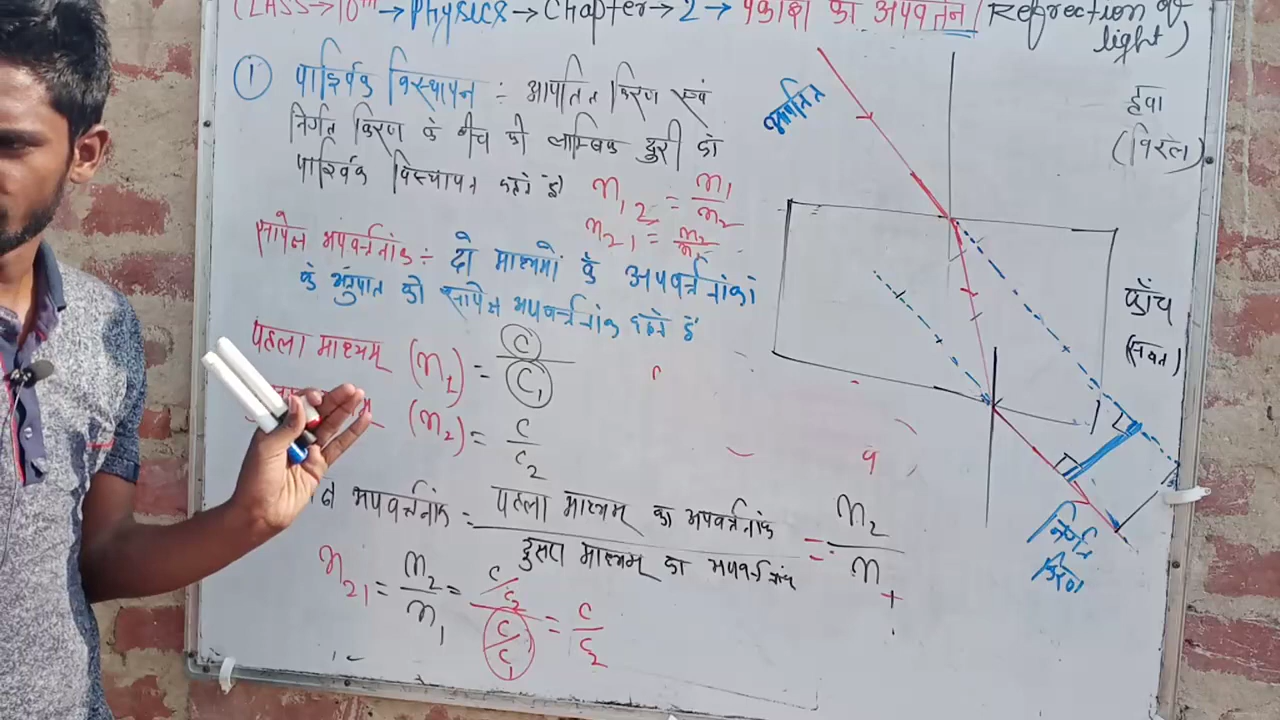 CLASS→10th→Physics→Chapter→2→प्रकाश का अपवर्तन/(Refrection of light)
① पार्श्विक विस्थापन : आपतित किरण एवं
निर्गत किरण के बीच की लाम्बिक दुरी को
पार्श्विक विस्थापन कहते है।
n12 = n1/n2
n21 = n2/n1
सापेक्ष अपवर्त्तनांक ÷ दो माध्यमों के अपवर्त्तनांको
के अनुपात को सापेक्ष अपवर्त्तनांक कहते हैं
पहला माध्यम् (n1) = c/c1
(n2) = c/c2
अपवर्त्तनांक = पहला माध्यम् का अपवर्त्तनांक / दुसरा माध्यम् का अपवर्त्तनांक = n2/n1
n21 = n2/n1 = (c/c2)/(c/c1) = c/c2
आपतित
हवा
(विरल)
काँच
(सघन)
निर्गत
किरण